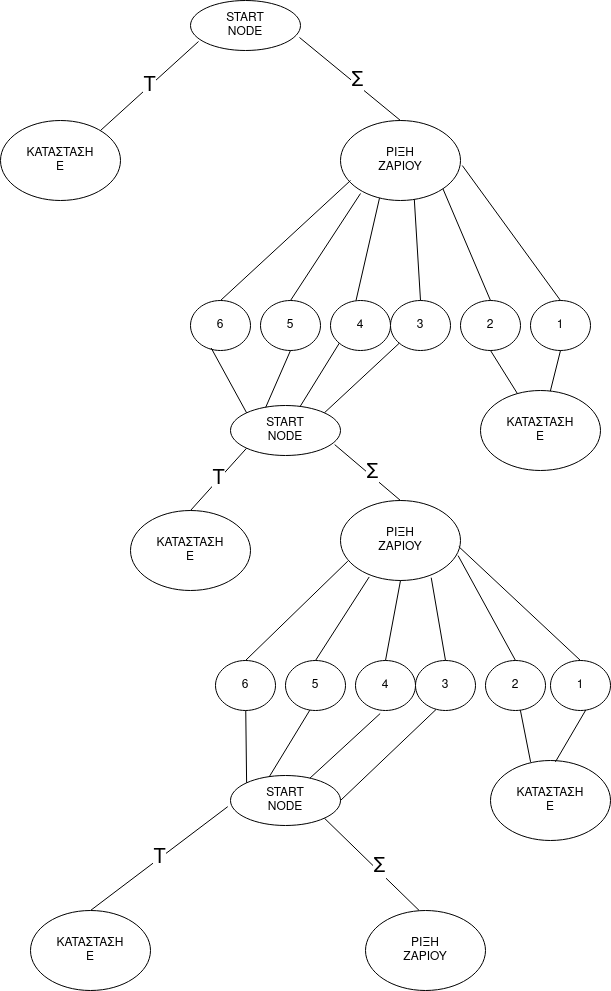 START
NODE
Τ
Σ
ΚΑΤΑΣΤΑΣΗ
Ε
ΡΙΞΗ
ΖΑΡΙΟΥ
6
5
4
3
2
1
START
NODE
ΚΑΤΑΣΤΑΣΗ
Ε
Τ
Σ
ΚΑΤΑΣΤΑΣΗ
Ε
ΡΙΞΗ
ΖΑΡΙΟΥ
6
5
4
3
2
1
START
NODE
ΚΑΤΑΣΤΑΣΗ
Ε
Τ
Σ
ΚΑΤΑΣΤΑΣΗ
Ε
ΡΙΞΗ
ΖΑΡΙΟΥ